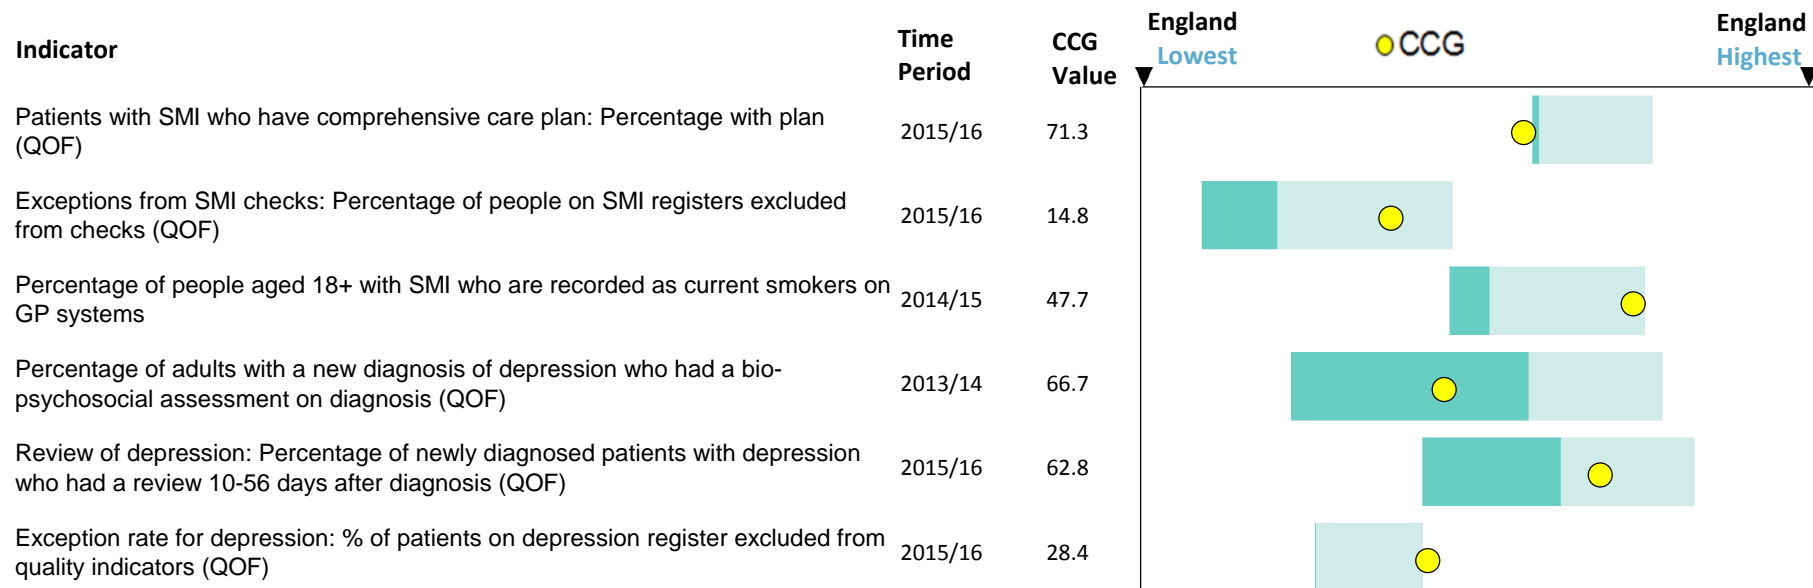 Indicator
Time
Period
CCG
Value
England
Lowest
CCG
England
Highest
Patients with SMI who have comprehensive care plan: Percentage with plan
(QOF)
2015/16
71.3
Exceptions from SMI checks: Percentage of people on SMI registers excluded
from checks (QOF)
2015/16
14.8
Percentage of people aged 18+ with SMI who are recorded as current smokers on
GP systems
2014/15
47.7
Percentage of adults with a new diagnosis of depression who had a bio-
psychosocial assessment on diagnosis (QOF)
2013/14
66.7
Review of depression: Percentage of newly diagnosed patients with depression
who had a review 10-56 days after diagnosis (QOF)
2015/16
62.8
Exception rate for depression: % of patients on depression register excluded from
quality indicators (QOF)
2015/16
28.4